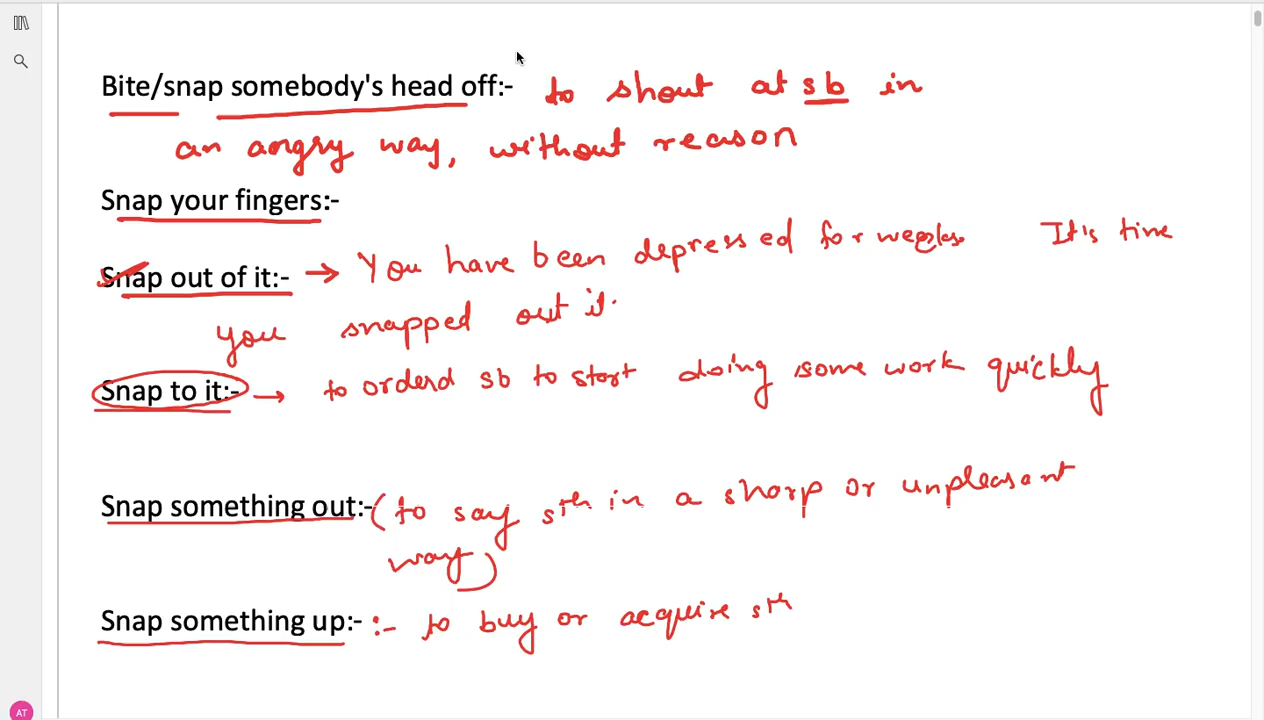 Bite/snap somebody's head off:- to shout at sb in
an angry way, without reason
Snap your fingers:-
Snap out of it:- → You have been depressed for weeks. It's time
you snapped out it.
Snap to it:- → to orderd sb to start doing some work quickly
Snap something out:- (to say sth in a sharp or unpleasant
way)
Snap something up:- :- to buy or acquire sth
AT